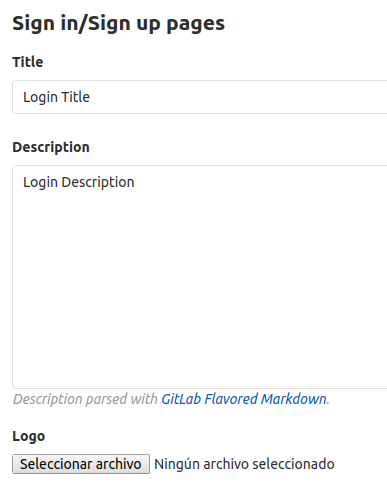 Sign in/Sign up pages
Title
Login Title
Description
Login Description
Description parsed with GitLab Flavored Markdown.
Logo
Seleccionar archivo Ningún archivo seleccionado